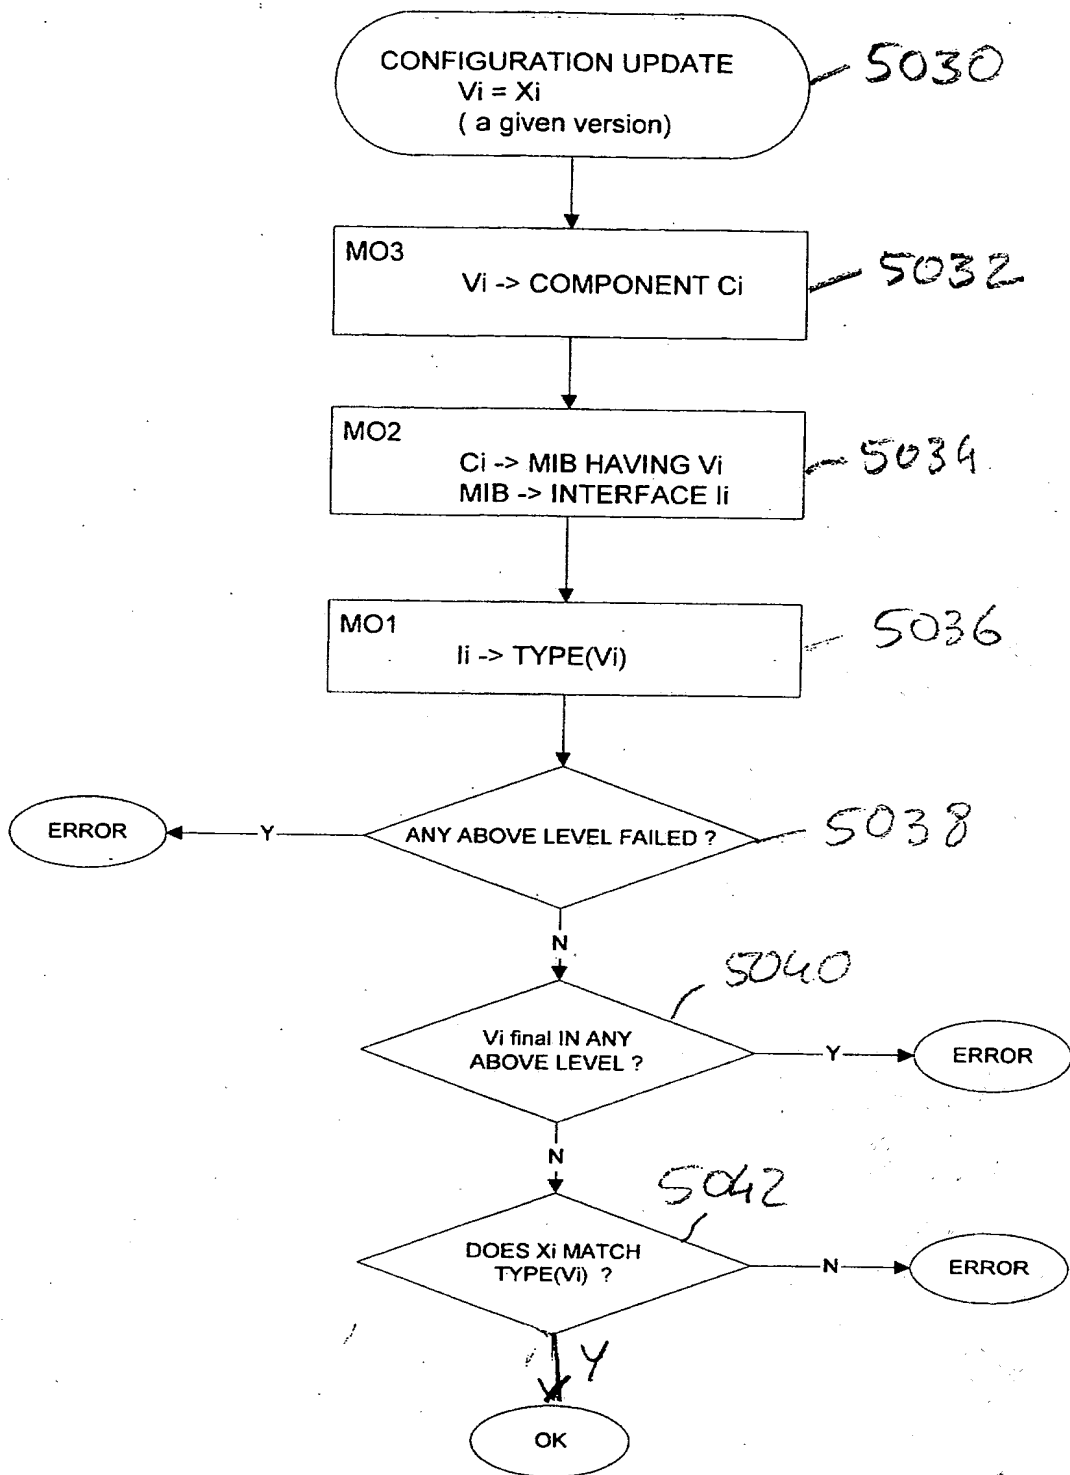 CONFIGURATION UPDATE
Vi = Xi
( a given version)
5030
MO3
Vi -> COMPONENT Ci
5032
MO2
Ci -> MIB HAVING Vi
MIB -> INTERFACE Ii
5034
MO1
Ii -> TYPE(Vi)
5036
ANY ABOVE LEVEL FAILED ?
5038
Y
ERROR
N
5040
Vi final IN ANY
ABOVE LEVEL ?
Y
ERROR
N
5042
DOES Xi MATCH
TYPE(Vi) ?
N
ERROR
Y
OK